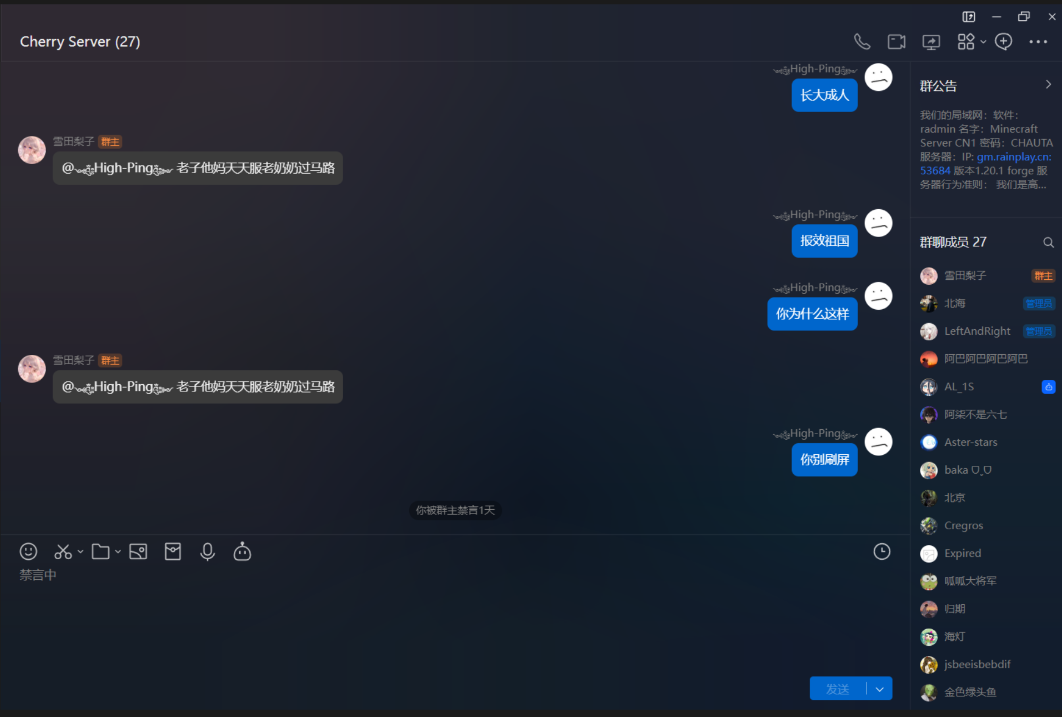 Cherry Server (27)
High-Ping
长大成人
雪田梨子 群主
@High-Ping 老子他妈天天服老奶奶过马路
High-Ping
报效祖国
High-Ping
你为什么这样
雪田梨子 群主
@High-Ping 老子他妈天天服老奶奶过马路
High-Ping
你别刷屏
你被群主禁言1天
禁言中
发送
群公告
我们的局域网：软件：
radmin 名字：Minecraft
Server CN1 密码：CHAUTA
服务器：IP: gm.rainplay.cn:
53684 版本1.20.1 forge 服
务器行为准则： 我们是高...
群聊成员 27
雪田梨子 群主
北海 管理员
LeftAndRight 管理员
阿巴阿巴阿巴阿巴
AL_1S
阿柒不是六七
Aster-stars
baka
北京
Cregros
Expired
呱呱大将军
归期
海灯
jsbeeisbebdif
金色绿头鱼